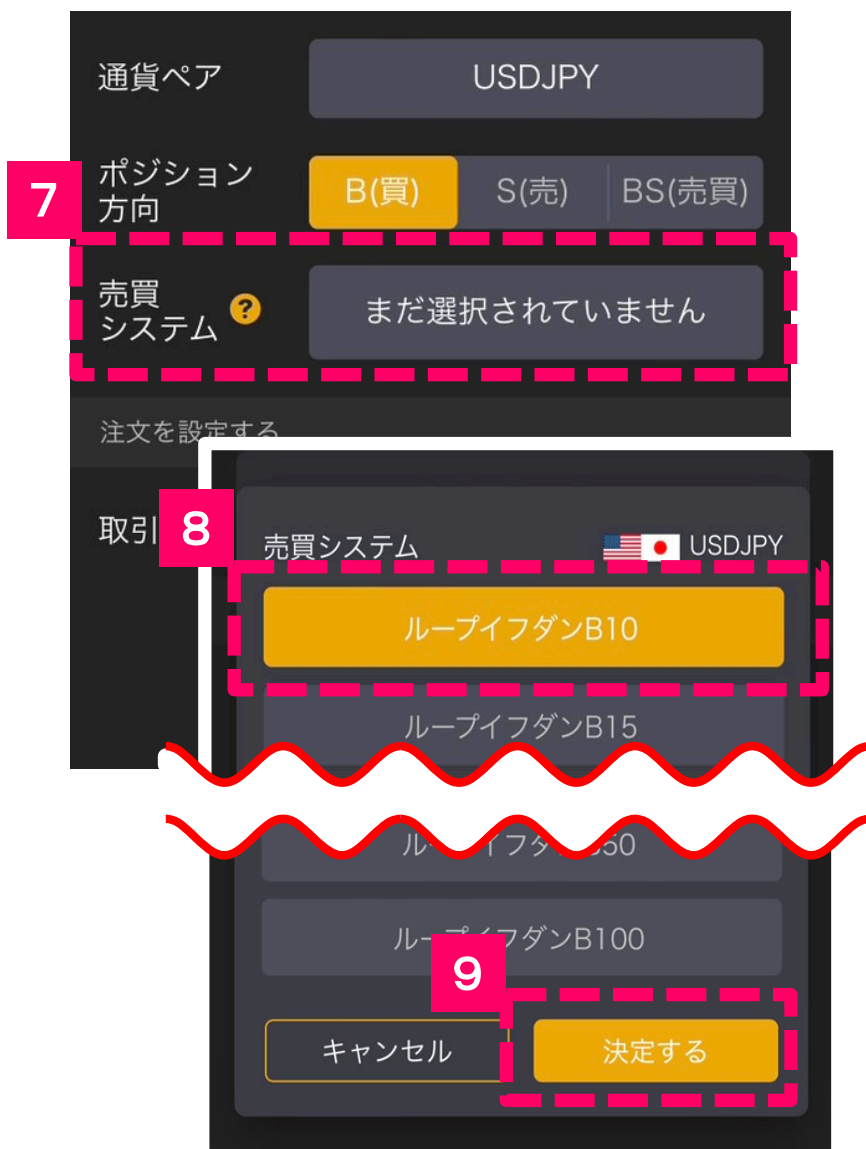 通貨ペア
USDJPY
7
ポジション
方向
B(買)
S(売)
BS(売買)
売買
システム
?
まだ選択されていません
注文を設定する
取引
8
売買システム
USDJPY
ループイフダンB10
ループイフダンB15
ループイフダンB100
9
キャンセル
決定する